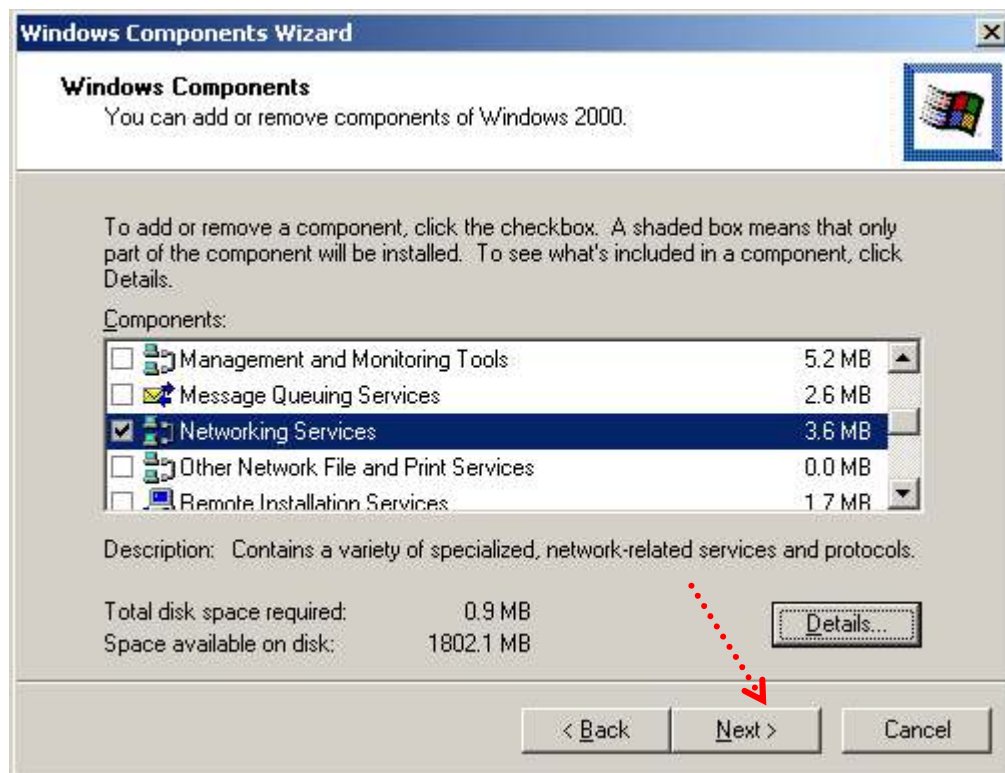 Windows Components Wizard
Windows Components
You can add or remove components of Windows 2000.
To add or remove a component, click the checkbox. A shaded box means that only
part of the component will be installed. To see what's included in a component, click
Details.
Components:
Management and Monitoring Tools 5.2 MB
Message Queuing Services 2.6 MB
Networking Services 3.6 MB
Other Network File and Print Services 0.0 MB
Remote Installation Services 1.7 MB
Description: Contains a variety of specialized, network-related services and protocols.
Total disk space required: 0.9 MB
Space available on disk: 1802.1 MB
Details...
< Back Next > Cancel